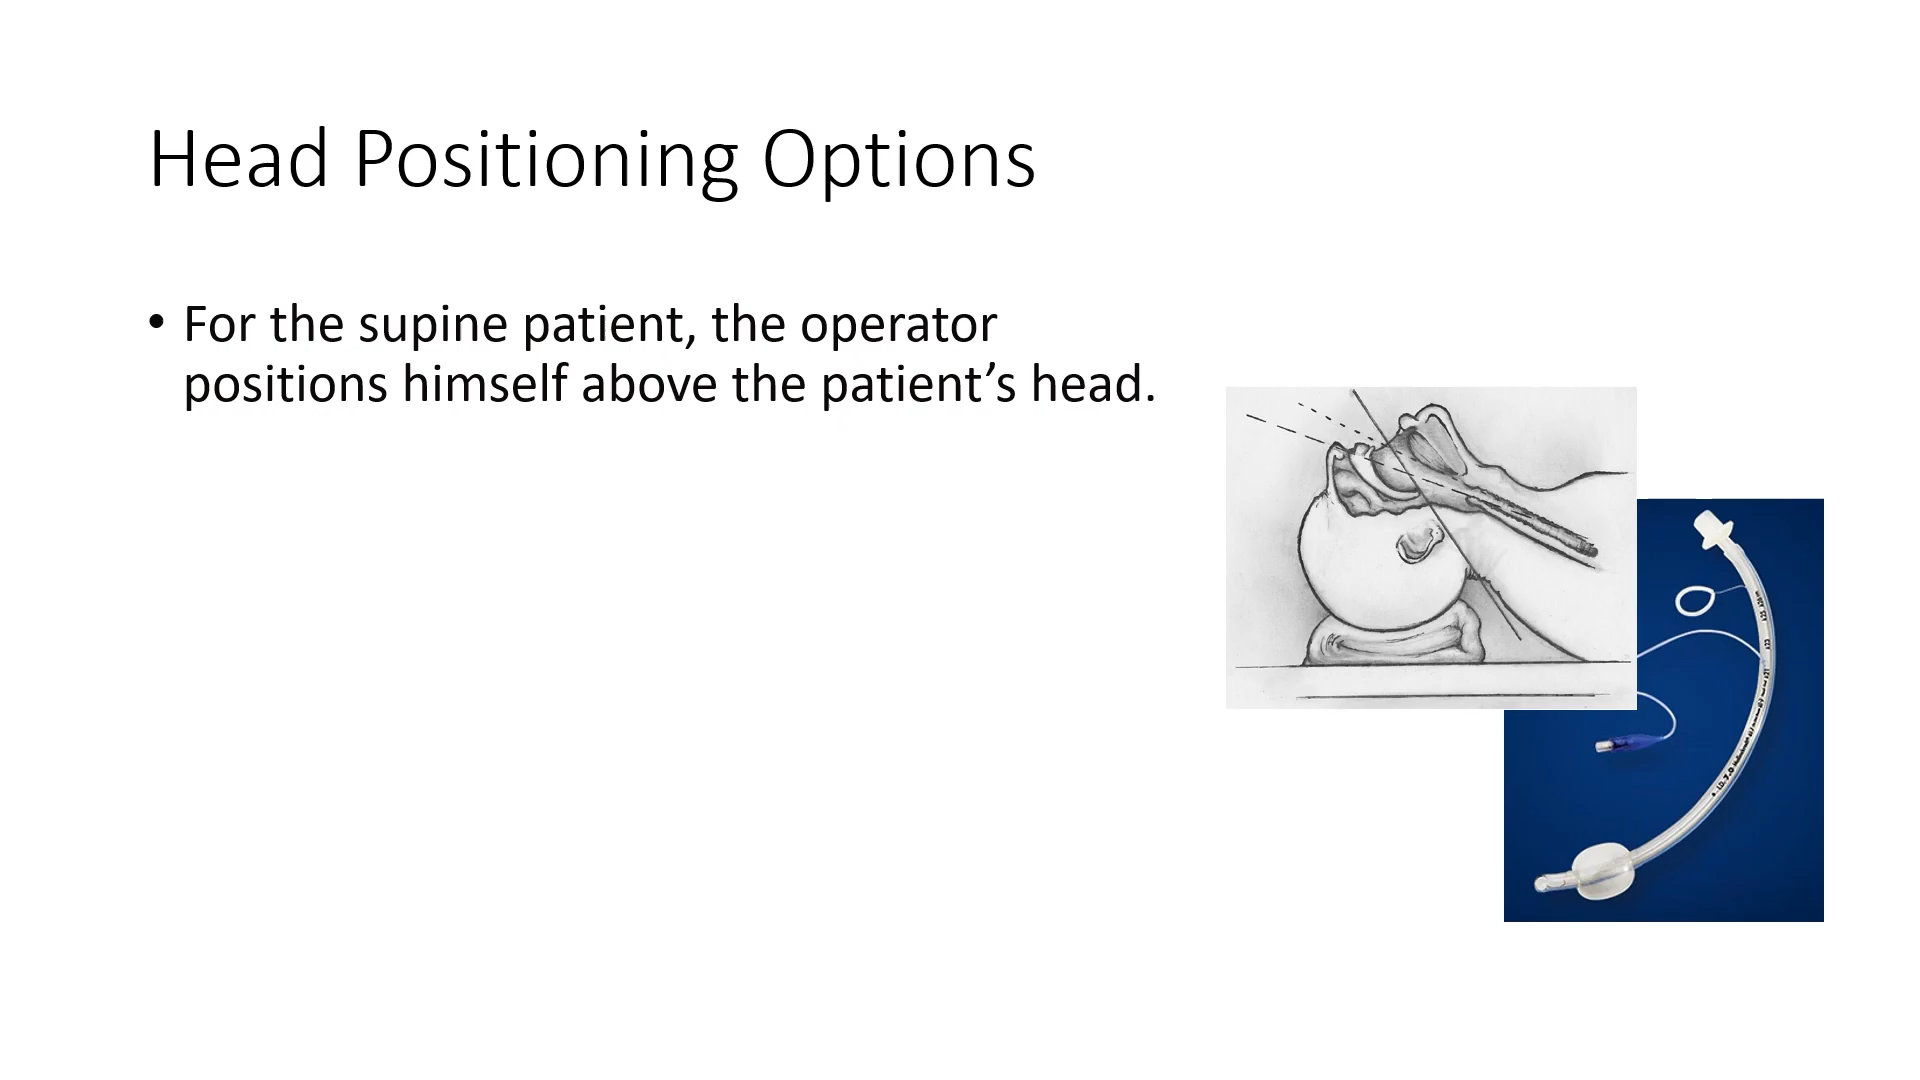 Head Positioning Options
• For the supine patient, the operator
positions himself above the patient’s head.